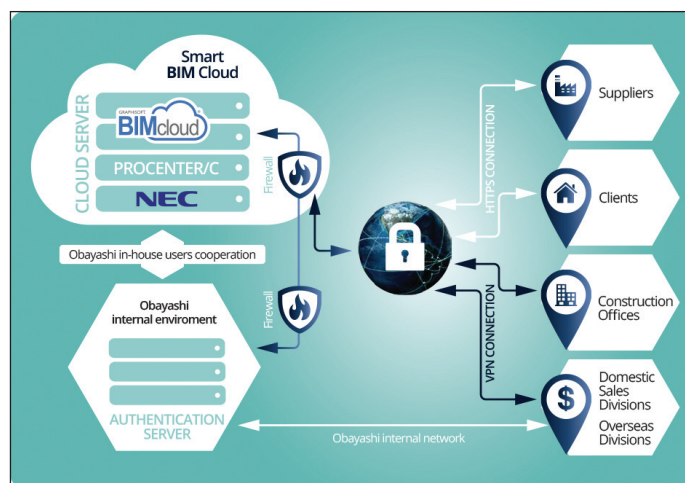 Smart
BIM Cloud
CLOUD SERVER
GRAPHISOFT
BIMcloud
PROCENTER/C
NEC
Firewall
Obayashi in-house users cooperation
Obayashi
internal enviroment
Firewall
AUTHENTICATION
SERVER
Obayashi internal network
HTTPS CONNECTION
VPN CONNECTION
Suppliers
Clients
Construction
Offices
$
Domestic
Sales
Divisions
Overseas
Divisions